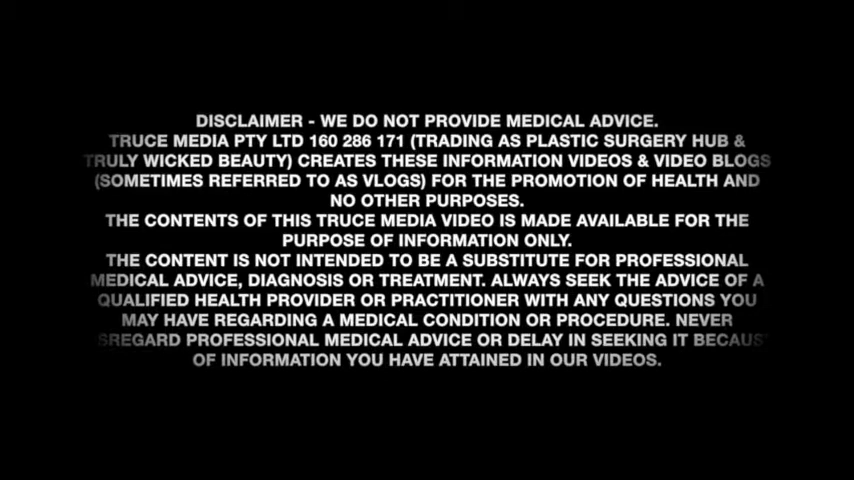 DISCLAIMER - WE DO NOT PROVIDE MEDICAL ADVICE.
TRUCE MEDIA PTY LTD 160 286 171 (TRADING AS PLASTIC SURGERY HUB &
TRULY WICKED BEAUTY) CREATES THESE INFORMATION VIDEOS & VIDEO BLOGS
(SOMETIMES REFERRED TO AS VLOGS) FOR THE PROMOTION OF HEALTH AND
NO OTHER PURPOSES.
THE CONTENTS OF THIS TRUCE MEDIA VIDEO IS MADE AVAILABLE FOR THE
PURPOSE OF INFORMATION ONLY.
THE CONTENT IS NOT INTENDED TO BE A SUBSTITUTE FOR PROFESSIONAL
MEDICAL ADVICE, DIAGNOSIS OR TREATMENT. ALWAYS SEEK THE ADVICE OF A
QUALIFIED HEALTH PROVIDER OR PRACTITIONER WITH ANY QUESTIONS YOU
MAY HAVE REGARDING A MEDICAL CONDITION OR PROCEDURE. NEVER
SREGARD PROFESSIONAL MEDICAL ADVICE OR DELAY IN SEEKING IT BECAUS
OF INFORMATION YOU HAVE ATTAINED IN OUR VIDEOS.